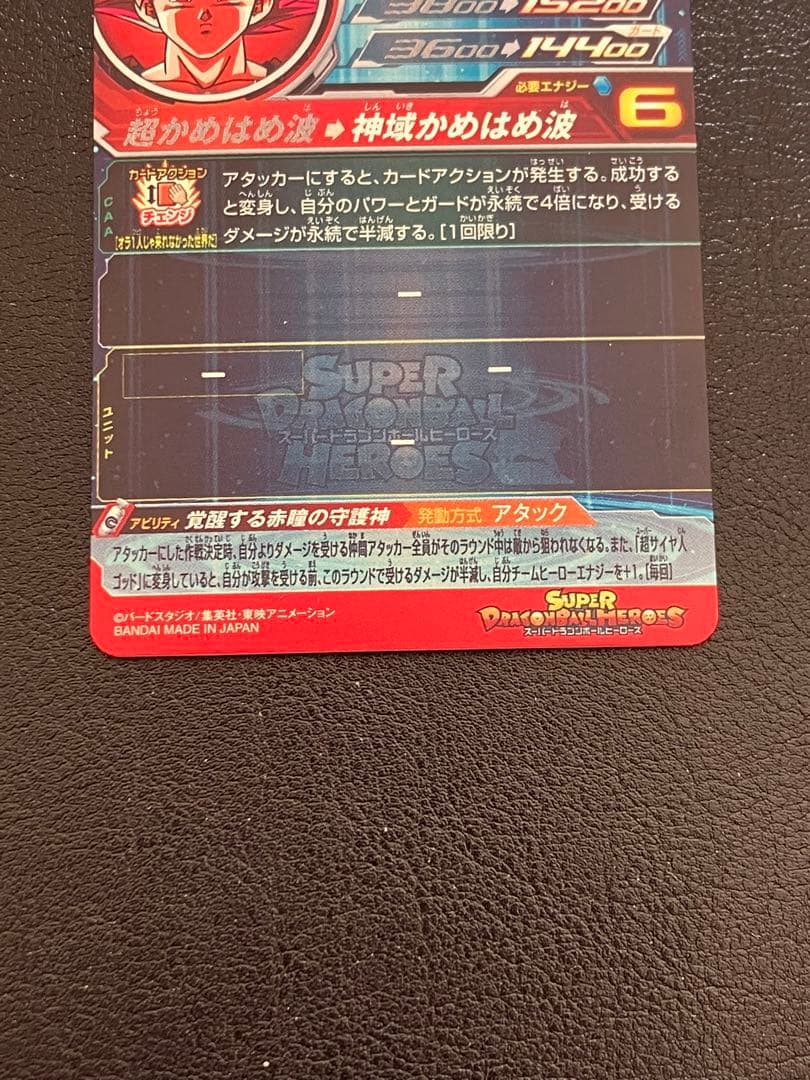 3800→15200
ガード
3600→14400
必要エナジー 6
超かめはめ波→神域かめはめ波
CAA
カードアクション
チェンジ
[オラ1人じゃ来れなかった世界だ]
アタッカーにすると、カードアクションが発生する。成功する
と変身し、自分のパワーとガードが永続で4倍になり、受ける
ダメージが永続で半減する。[1回限り]
ー
ユニット
ー ー
ー
SUPER
DRAGONBALL
スーパードラゴンボールヒーローズ
HEROES
アビリティ 覚醒する赤瞳の守護神 発動方式 アタック
アタッカーにした作戦決定時、自分よりダメージを受ける仲間アタッカー全員がそのラウンド中は敵から狙われなくなる。また、「超サイヤ人
ゴッド」に変身していると、自分が攻撃を受ける前、このラウンドで受けるダメージが半減し、自分チームヒーローエナジーを+1。[毎回]
©バードスタジオ/集英社・東映アニメーション
BANDAI MADE IN JAPAN
SUPER
DRAGONBALL HEROES
スーパードラゴンボールヒーローズ